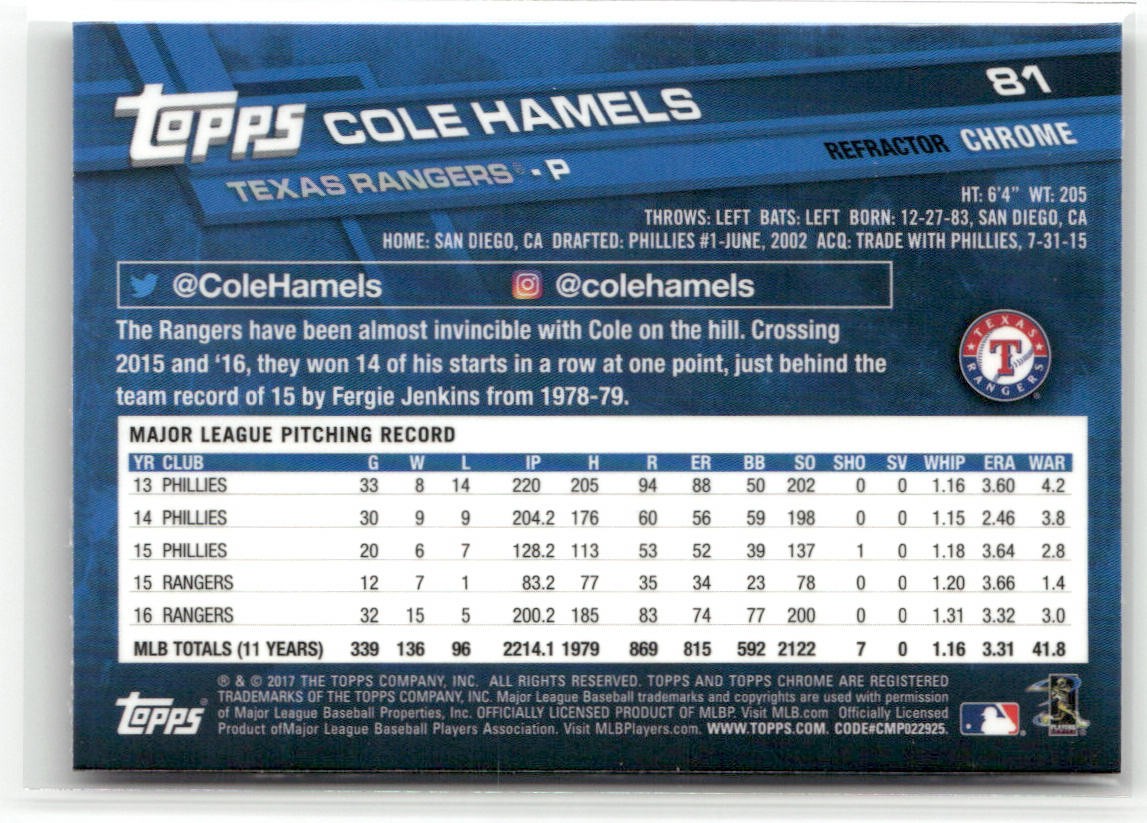 81
Topps COLE HAMELS
REFRACTOR CHROME
TEXAS RANGERS® - P
HT: 6'4" WT: 205
THROWS: LEFT BATS: LEFT BORN: 12-27-83, SAN DIEGO, CA
HOME: SAN DIEGO, CA DRAFTED: PHILLIES #1-JUNE, 2002 ACQ: TRADE WITH PHILLIES, 7-31-15
@ColeHamels @colehamels
The Rangers have been almost invincible with Cole on the hill. Crossing
2015 and '16, they won 14 of his starts in a row at one point, just behind the
team record of 15 by Fergie Jenkins from 1978-79.
TEXAS T RANGERS
MAJOR LEAGUE PITCHING RECORD
YR CLUB G W L IP H R ER BB SO SHO SV WHIP ERA WAR
13 PHILLIES 33 8 14 220 205 94 88 50 202 0 0 1.16 3.60 4.2
14 PHILLIES 30 9 9 204.2 176 60 56 59 198 0 0 1.15 2.46 3.8
15 PHILLIES 20 6 7 128.2 113 53 52 39 137 1 0 1.18 3.64 2.8
15 RANGERS 12 7 1 83.2 77 35 34 23 78 0 0 1.20 3.66 1.4
16 RANGERS 32 15 5 200.2 185 83 74 77 200 0 0 1.31 3.32 3.0
MLB TOTALS (11 YEARS) 339 136 96 2214.1 1979 869 815 592 2122 7 0 1.16 3.31 41.8
Topps®
® & © 2017 THE TOPPS COMPANY, INC. ALL RIGHTS RESERVED. TOPPS AND TOPPS CHROME ARE REGISTERED
TRADEMARKS OF THE TOPPS COMPANY, INC. Major League Baseball trademarks and copyrights are used with permission
of Major League Baseball Properties, Inc. OFFICIALLY LICENSED PRODUCT OF MLBP. Visit MLB.com Officially Licensed
Product ofMajor League Baseball Players Association. Visit MLBPlayers.com. WWW.TOPPS.COM. CODE#CMP022925.